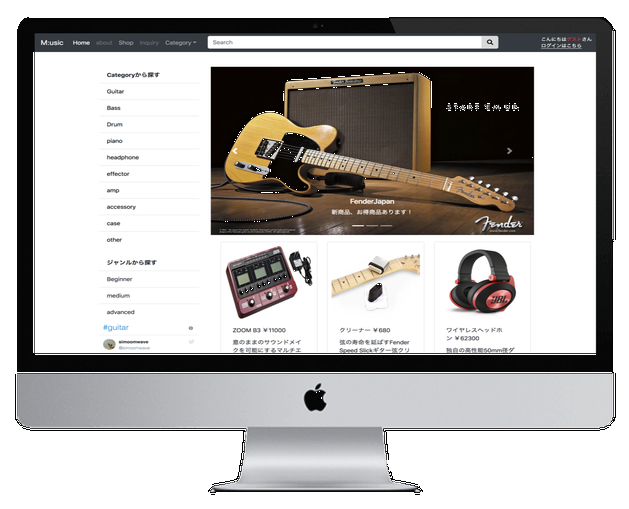 M:usic Home about Shop Inquiry Category Search
こんにちはゲストさん
ログインはこちら
Categoryから探す
Guitar
Bass
Drum
piano
headphone
effector
amp
accessory
case
other
ジャンルから探す
Beginner
medium
advanced
#guitar
simoomweave
@simoomwave
FenderJapan
新商品、お得商品あります！
Fender
ZOOM B3 ￥11000
意のままのサウンドメイ
クを可能にするマルチエ
クリーナー ￥680
弦の寿命を延ばすFender
Speed Slickギター弦クリ
JBL
ワイヤレスヘッドホ
ン ￥62300
独自の高性能50mm径ダ